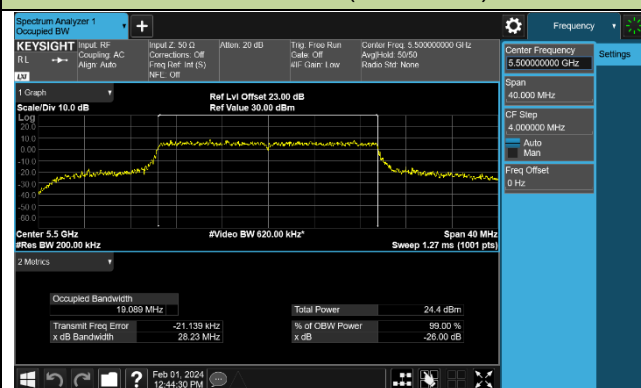 Spectrum Analyzer 1
Occupied BW
Frequency
KEYSIGHT
RL
LXI
Input: RF
Coupling: AC
Align: Auto
Input Z: 50 Ω
Corrections: Off
Freq Ref: Int (S)
NFE: Off
Atten: 20 dB
Trig: Free Run
Gate: Off
#IF Gain: Low
Center Freq: 5.500000000 GHz
Avg|Hold: 50/50
Radio Std: None
Center Frequency
5.500000000 GHz
Settings
Span
40.000 MHz
CF Step
4.000000 MHz
Auto
Man
Freq Offset
0 Hz
1 Graph
Scale/Div 10.0 dB
Ref Lvl Offset 23.00 dB
Ref Value 30.00 dBm
Log
20.0
10.0
0.00
-10.0
-20.0
-30.0
-40.0
-50.0
-60.0
Center 5.5 GHz
#Res BW 200.00 kHz
#Video BW 620.00 kHz*
Span 40 MHz
Sweep 1.27 ms (1001 pts)
2 Metrics
Occupied Bandwidth
19.089 MHz
Total Power 24.4 dBm
Transmit Freq Error -21.139 kHz
% of OBW Power 99.00 %
x dB Bandwidth 28.23 MHz
x dB -26.00 dB
Feb 01, 2024
12:44:30 PM